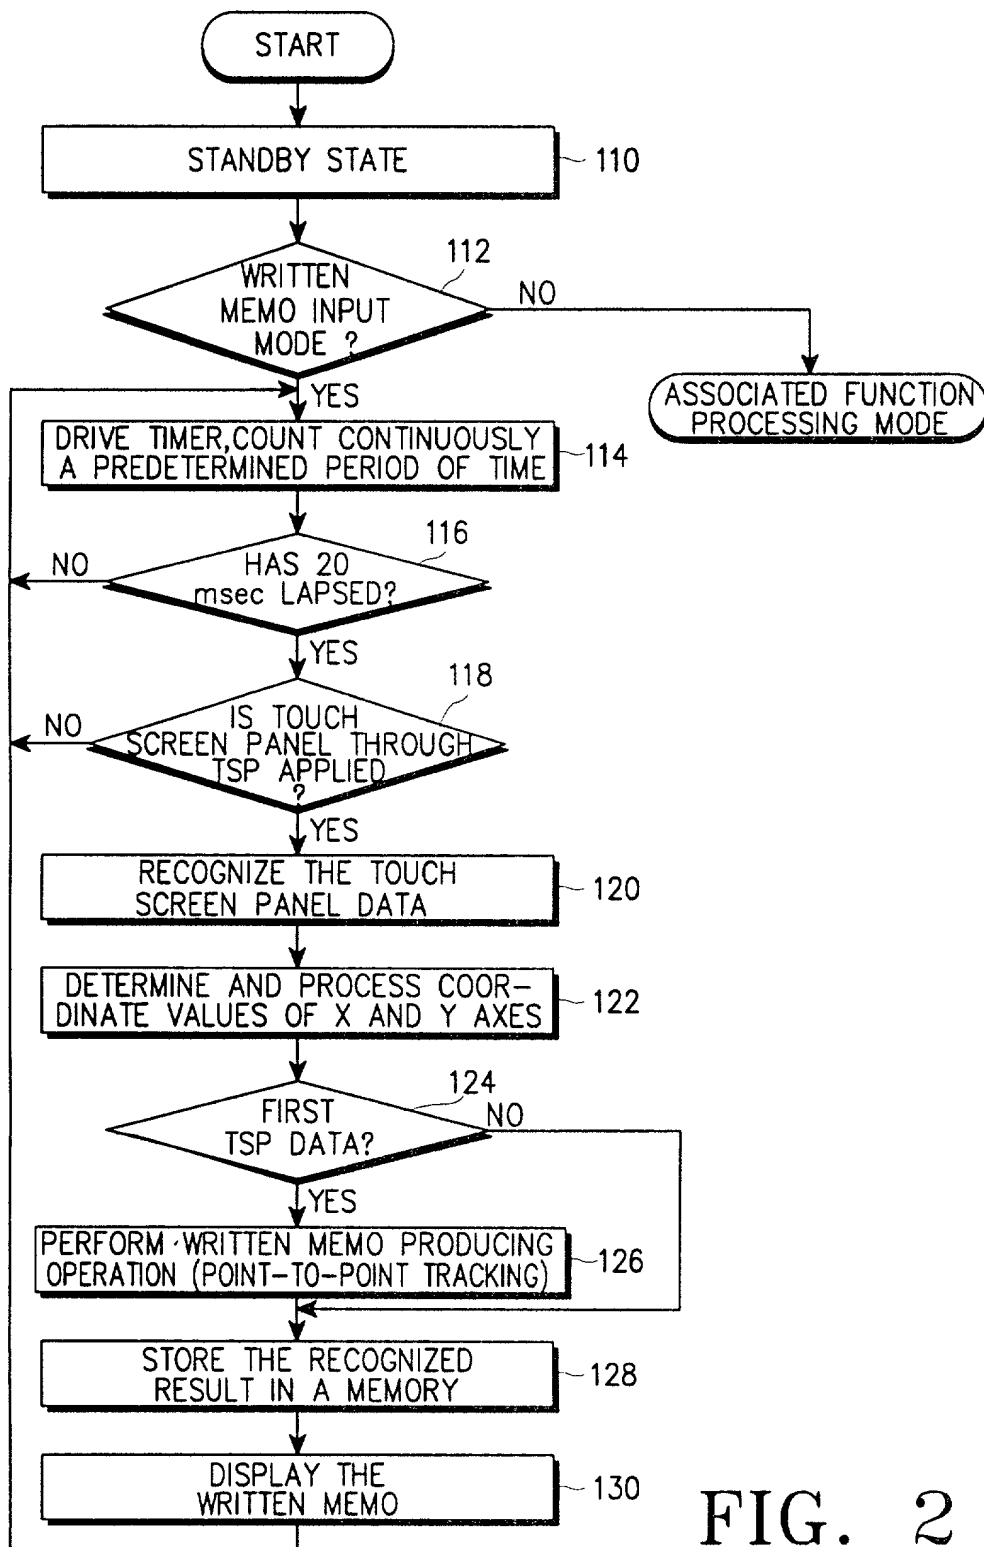 START
STANDBY STATE
110
112
WRITTEN
MEMO INPUT
MODE ?
NO
YES
ASSOCIATED FUNCTION
PROCESSING MODE
DRIVE TIMER,COUNT CONTINUOUSLY
A PREDETERMINED PERIOD OF TIME
114
116
HAS 20
msec LAPSED?
NO
YES
118
IS TOUCH
SCREEN PANEL THROUGH
TSP APPLIED
?
NO
YES
RECOGNIZE THE TOUCH
SCREEN PANEL DATA
120
DETERMINE AND PROCESS COOR-
DINATE VALUES OF X AND Y AXES
122
124
FIRST
TSP DATA?
NO
YES
PERFORM WRITTEN MEMO PRODUCING
OPERATION (POINT-TO-POINT TRACKING)
126
STORE THE RECOGNIZED
RESULT IN A MEMORY
128
DISPLAY THE
WRITTEN MEMO
130
FIG. 2